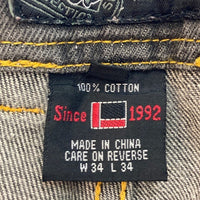 100% COTTON
Since 1992
MADE IN CHINA
CARE ON REVERSE
W 34 L 34